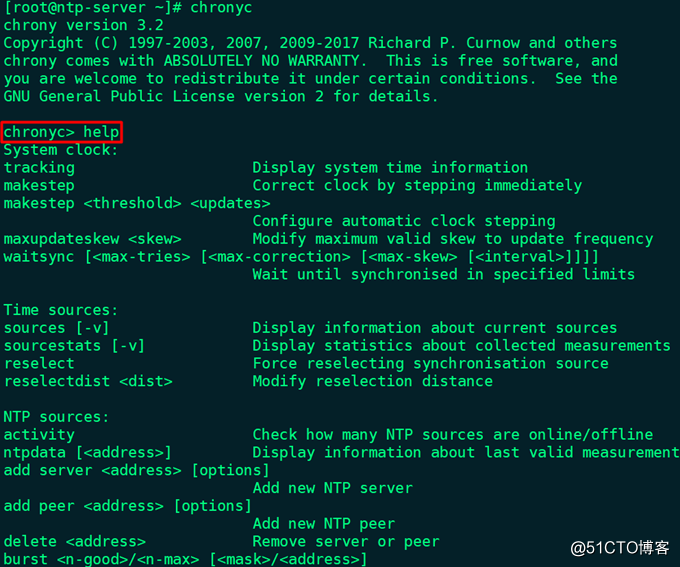 [root@ntp-server ~]# chronyc
chrony version 3.2
Copyright (C) 1997-2003, 2007, 2009-2017 Richard P. Curnow and others
chrony comes with ABSOLUTELY NO WARRANTY.  This is free software, and
you are welcome to redistribute it under certain conditions.  See the
GNU General Public License version 2 for details.

chronyc> help
System clock:
tracking                    Display system time information
makestep                    Correct clock by stepping immediately
makestep <threshold> <updates>
                            Configure automatic clock stepping
maxupdateskew <skew>        Modify maximum valid skew to update frequency
waitsync [<max-tries> [<max-correction> [<max-skew> [<interval>]]]]
                            Wait until synchronised in specified limits

Time sources:
sources [-v]                Display information about current sources
sourcestats [-v]            Display statistics about collected measurements
reselect                    Force reselecting synchronisation source
reselectdist <dist>         Modify reselection distance

NTP sources:
activity                    Check how many NTP sources are online/offline
ntpdata [<address>]         Display information about last valid measurement
add server <address> [options]
                            Add new NTP server
add peer <address> [options]
                            Add new NTP peer
delete <address>            Remove server or peer
burst <n-good>/<n-max> [<mask>/<address>]
@51CTO博客